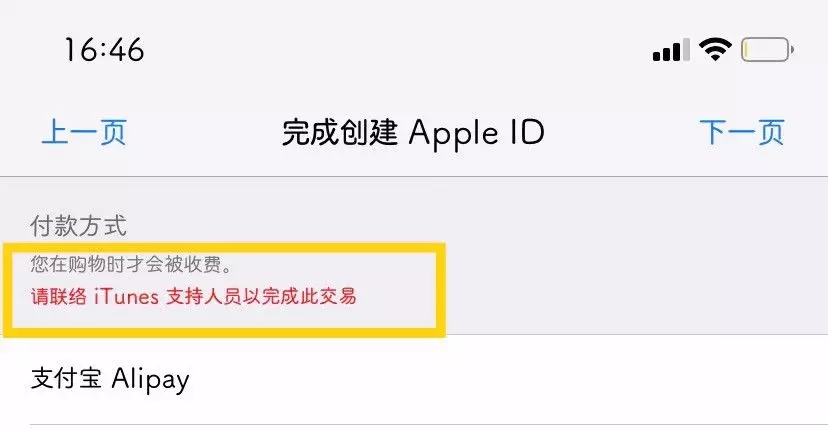 16:46
上一页 完成创建 Apple ID 下一页
付款方式
您在购物时才会被收费。
请联络 iTunes 支持人员以完成此交易
支付宝 Alipay